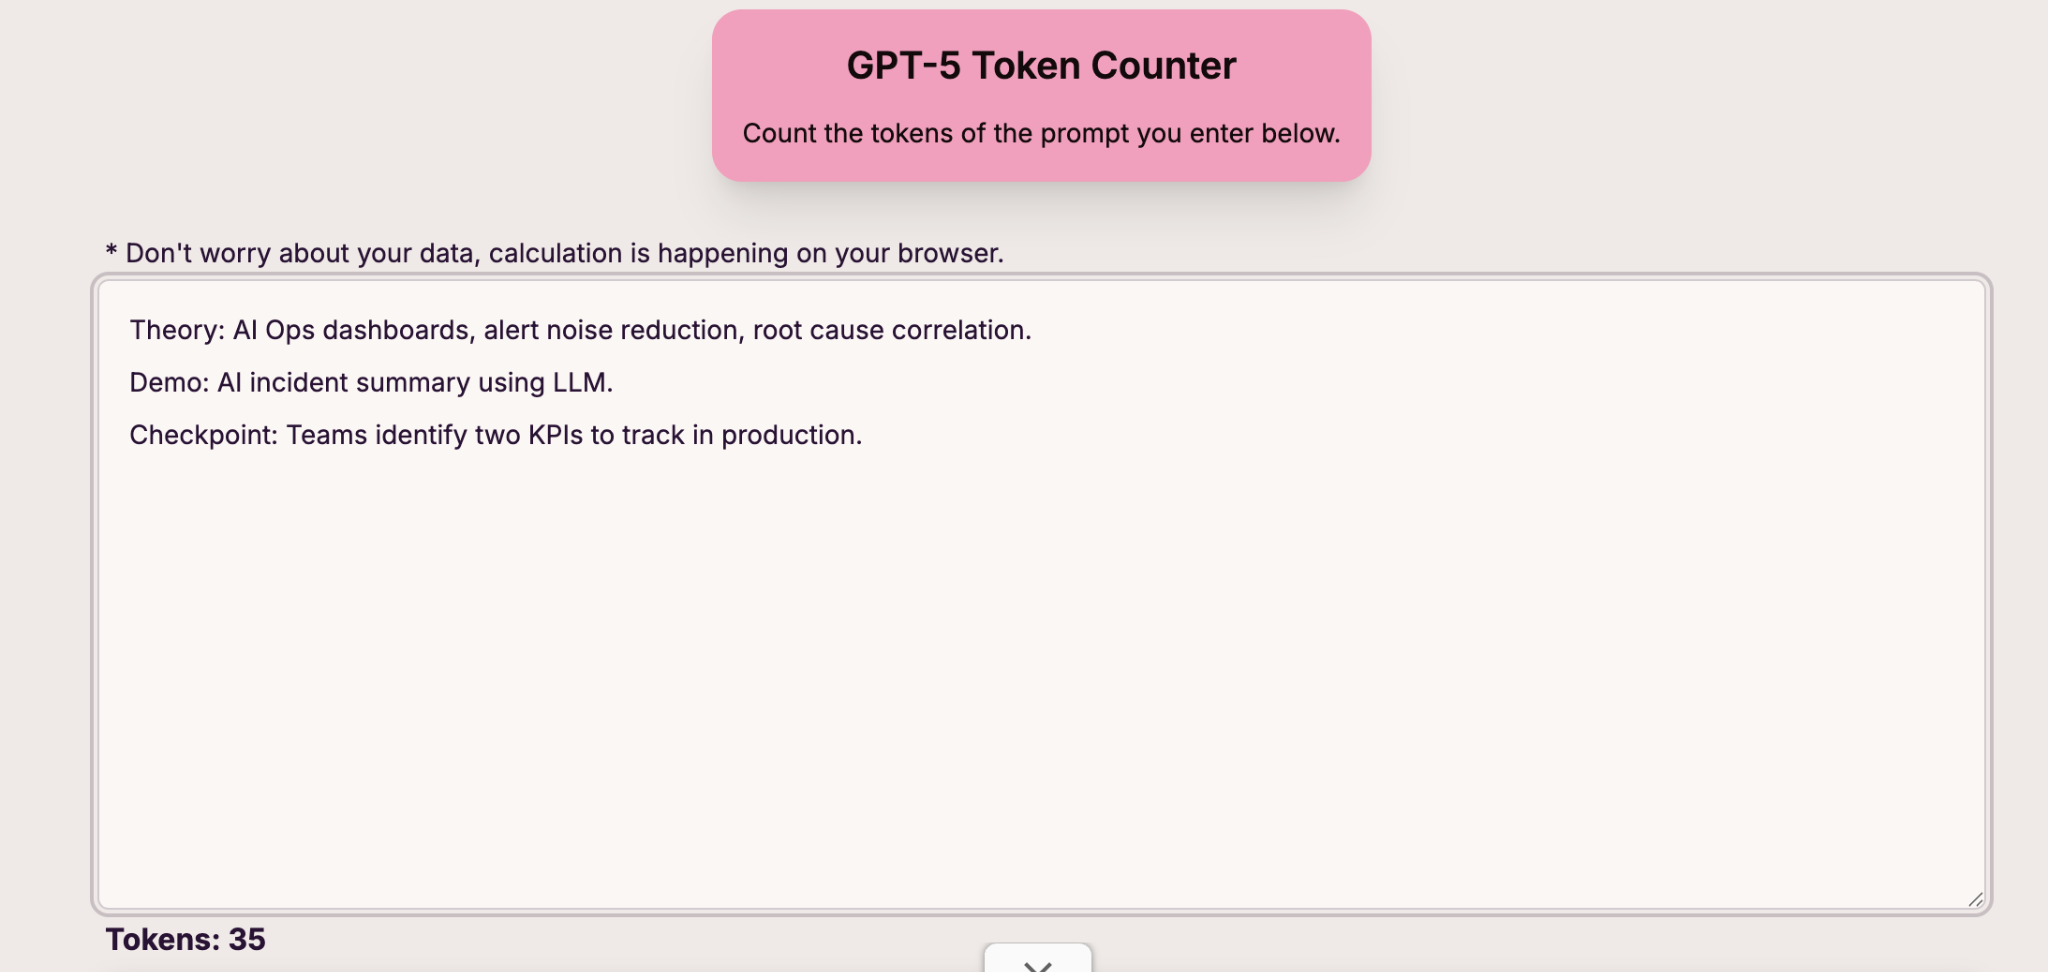 GPT-5 Token Counter
Count the tokens of the prompt you enter below.
* Don't worry about your data, calculation is happening on your browser.
Theory: AI Ops dashboards, alert noise reduction, root cause correlation.
Demo: AI incident summary using LLM.
Checkpoint: Teams identify two KPIs to track in production.
Tokens: 35